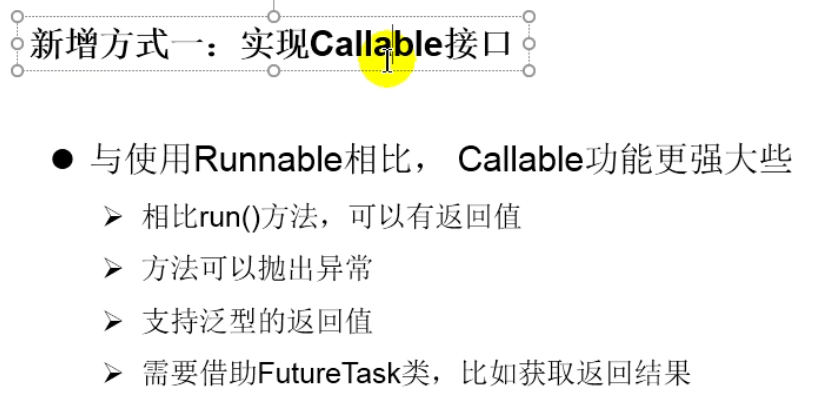 新增方式一：实现Callable接口
与使用Runnable相比， Callable功能更强大些
相比run()方法，可以有返回值
方法可以抛出异常
支持泛型的返回值
需要借助FutureTask类，比如获取返回结果